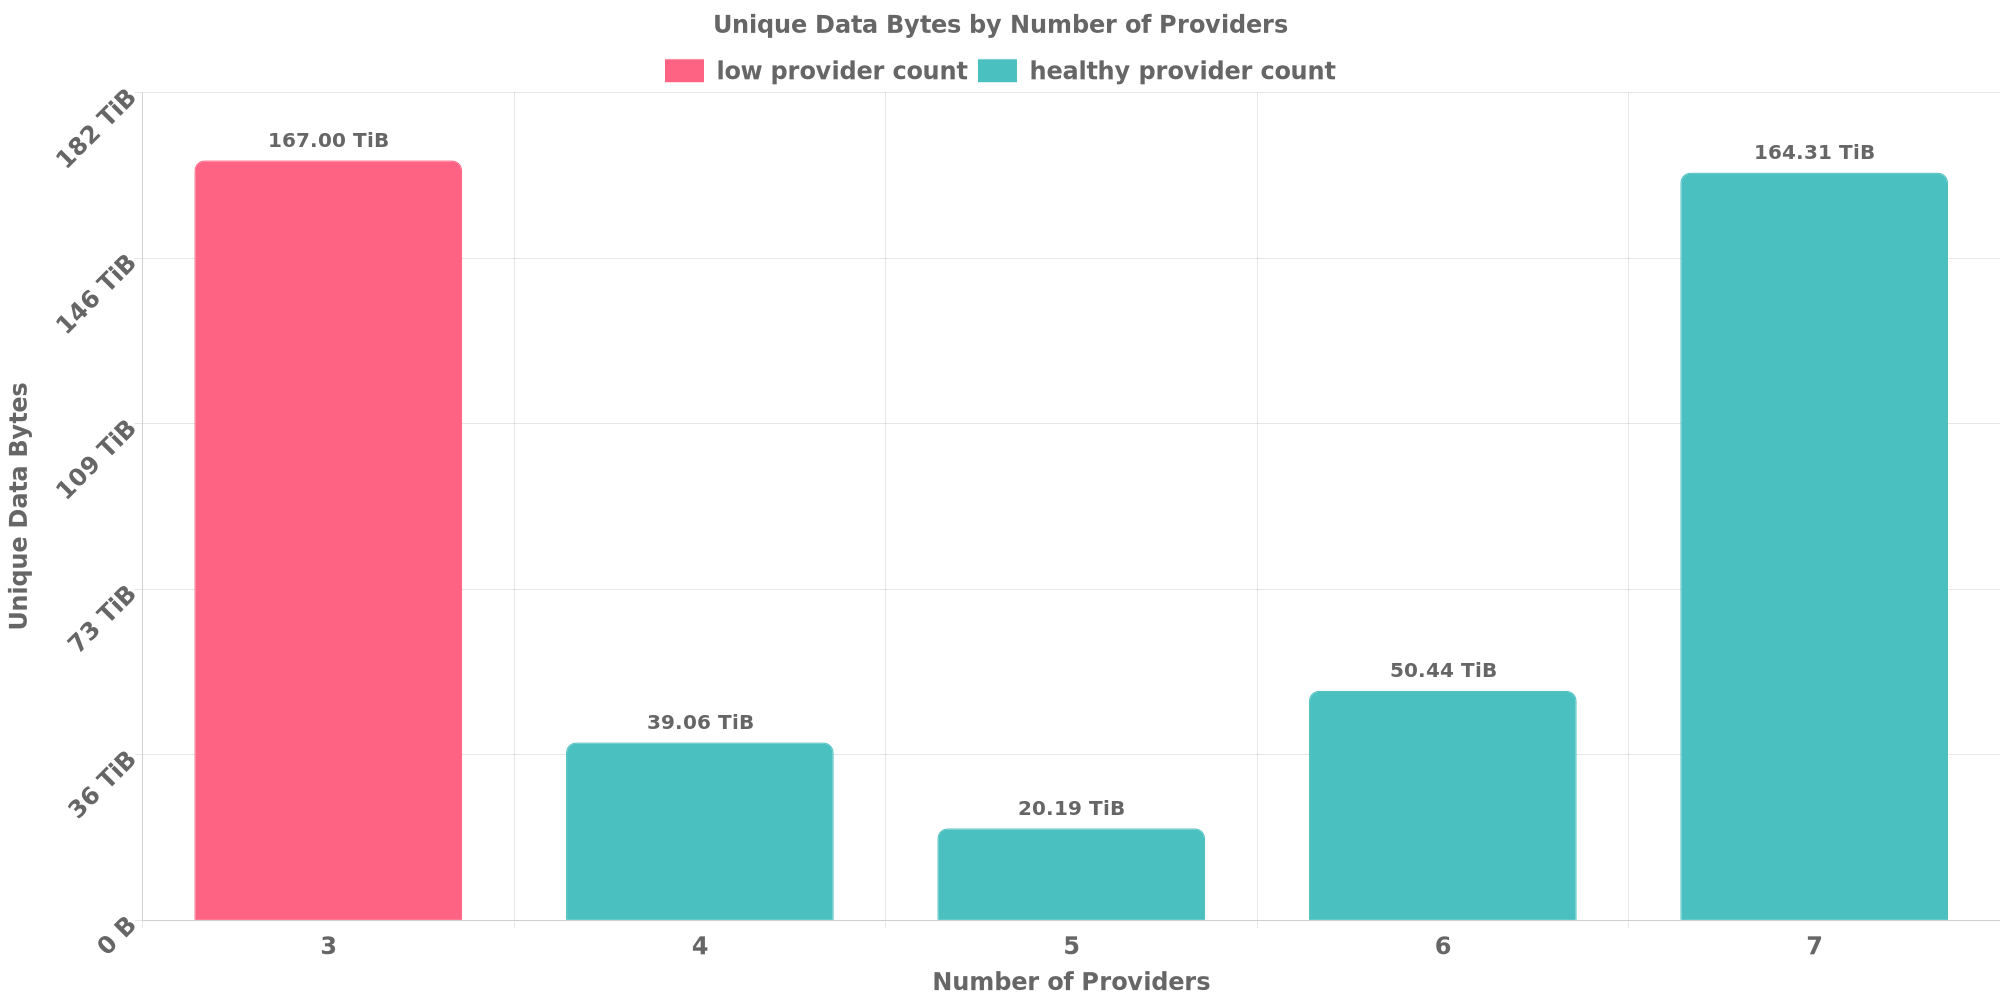 Unique Data Bytes by Number of Providers
low provider count healthy provider count
182 TiB
146 TiB
109 TiB
73 TiB
36 TiB
0 B
Unique Data Bytes
167.00 TiB
39.06 TiB
20.19 TiB
50.44 TiB
164.31 TiB
3 4 5 6 7
Number of Providers